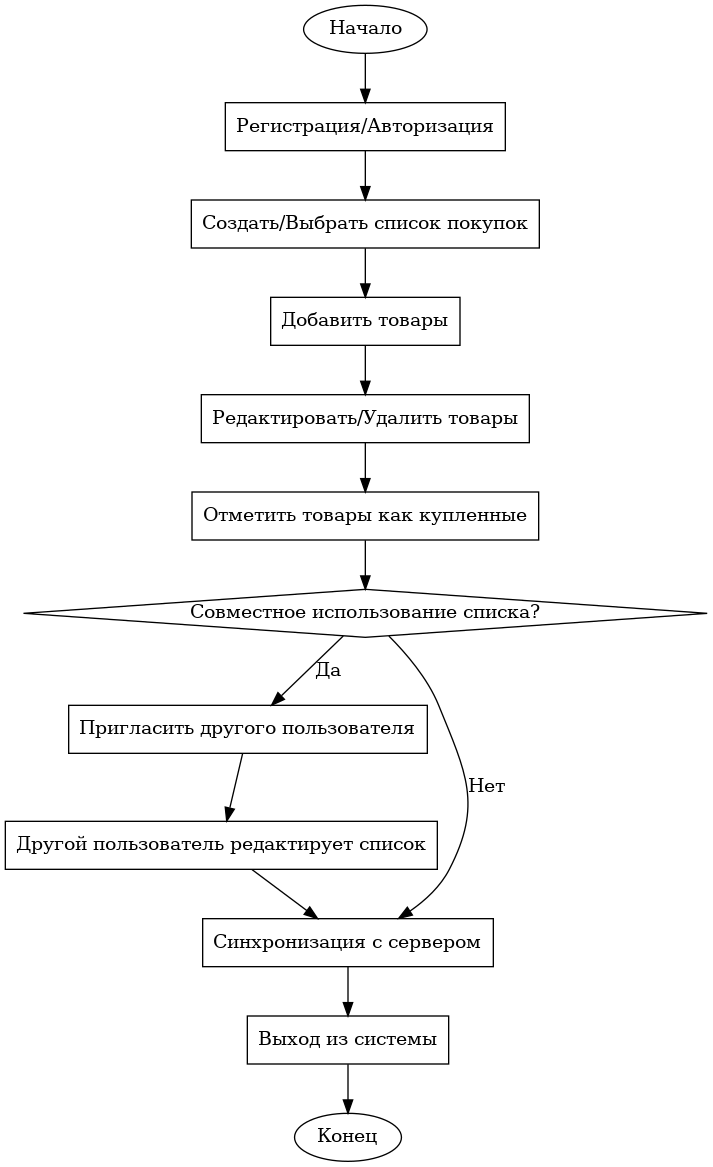 Начало
Регистрация/Авторизация
Создать/Выбрать список покупок
Добавить товары
Редактировать/Удалить товары
Отметить товары как купленные
Совместное использование списка?
Да
Пригласить другого пользователя
Нет
Другой пользователь редактирует список
Синхронизация с сервером
Выход из системы
Конец